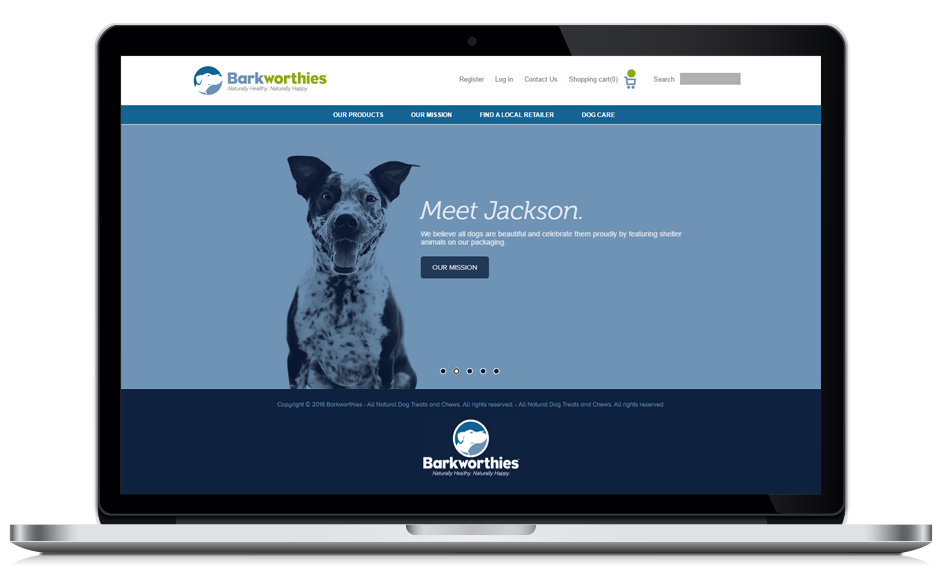 Barkworthies
Naturally Healthy. Naturally Happy.
Register Log in Contact Us Shopping cart(0) Search
OUR PRODUCTS OUR MISSION FIND A LOCAL RETAILER DOG CARE
Meet Jackson.
We believe all dogs are beautiful and celebrate them proudly by featuring shelter
animals on our packaging.
OUR MISSION
Copyright © 2016 Barkworthies - All Natural Dog Treats and Chews. All rights reserved. - All Natural Dog Treats and Chews. All rights reserved.
Barkworthies
Naturally Healthy. Naturally Happy.